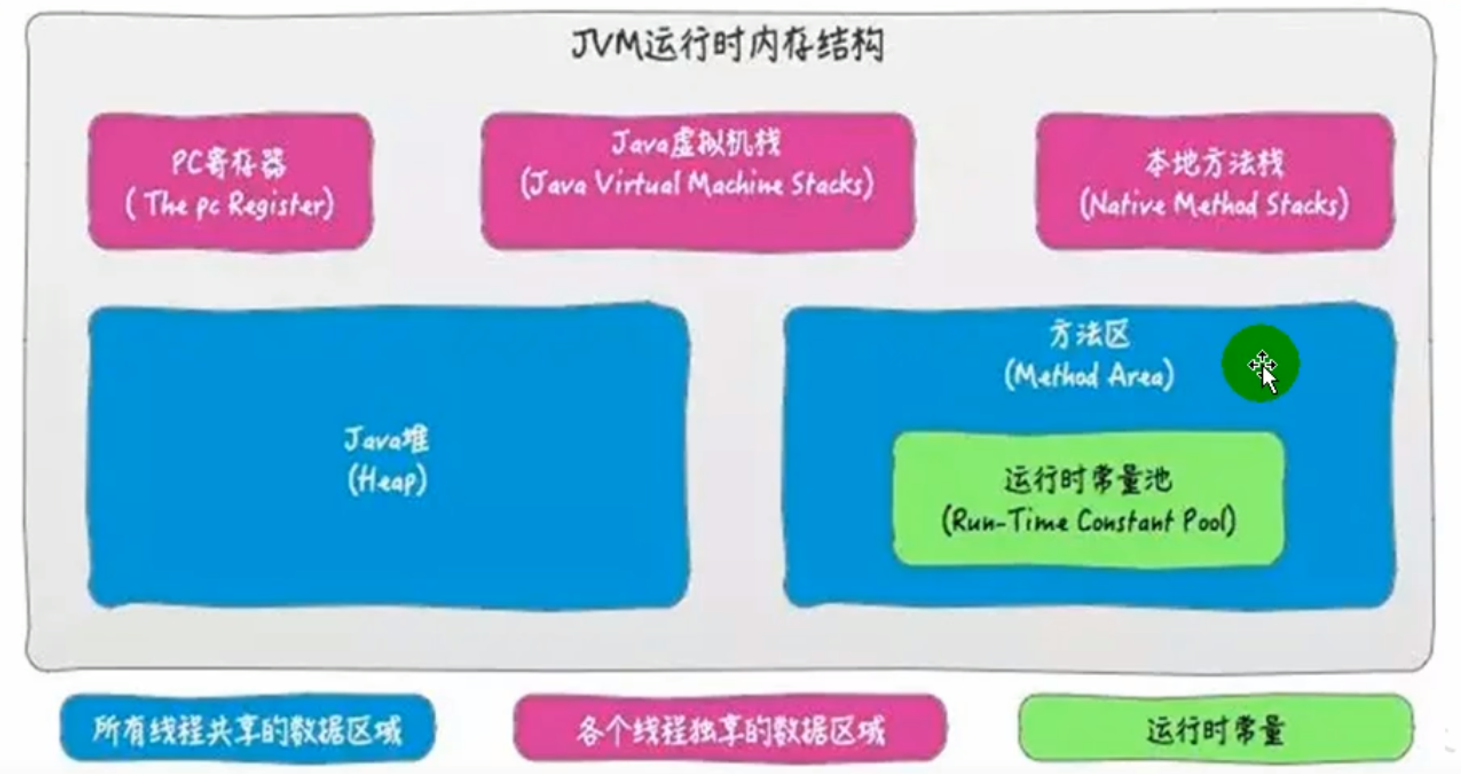 JVM运行时内存结构
PC寄存器
( The pc Register)
Java虚拟机栈
(Java Virtual Machine Stacks)
本地方法栈
(Native Method Stacks)
Java堆
(Heap)
方法区
(Method Area)
运行时常量池
(Run-Time Constant Pool)
所有线程共享的数据区域
各个线程独享的数据区域
运行时常量